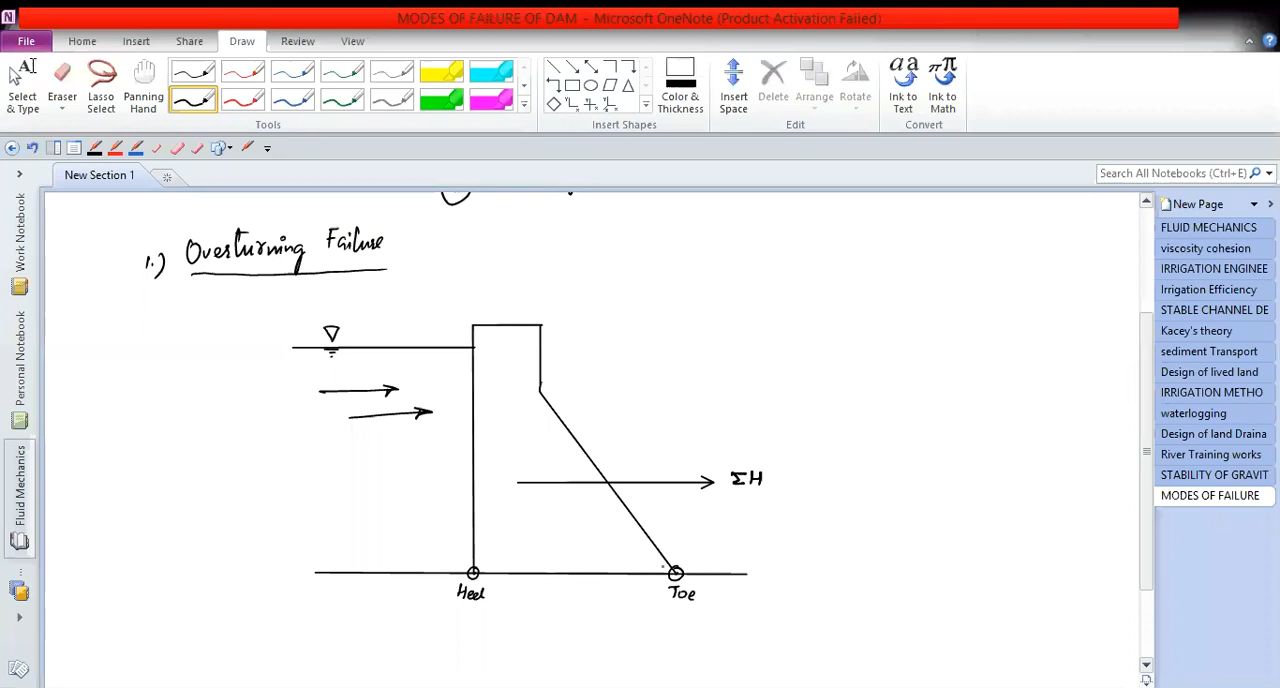 MODES OF FAILURE OF DAM - Microsoft OneNote (Product Activation Failed)
File Home Insert Share Draw Review View
Select & Type
Eraser
Lasso Select
Panning Hand
Color & Thickness
Insert Space
Delete
Arrange
Rotate
Ink to Text
Ink to Math
Tools
Insert Shapes
Edit
Convert
New Section 1
Search All Notebooks (Ctrl+E)
Work Notebook
Personal Notebook
Fluid Mechanics
1.) Overturning Failure
ΣH
Heel
Toe
New Page
FLUID MECHANICS
viscosity cohesion
IRRIGATION ENGINEE
Irrigation Efficiency
STABLE CHANNEL DE
Kacey's theory
sediment Transport
Design of lived land
IRRIGATION METHO
waterlogging
Design of land Draina
River Training works
STABILITY OF GRAVIT
MODES OF FAILURE